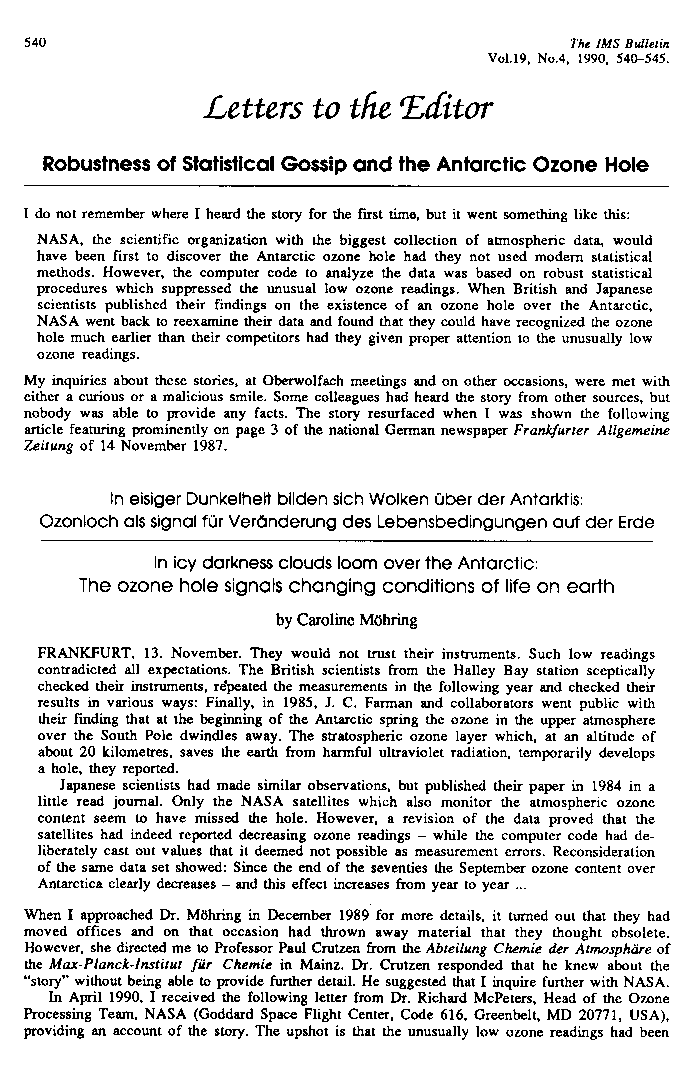 540
The IMS Bulletin
Vol.19, No.4, 1990, 540–545.
Letters to the Editor
Robustness of Statistical Gossip and the Antarctic Ozone Hole
I do not remember where I heard the story for the first time, but it went something like this:
NASA, the scientific organization with the biggest collection of atmospheric data, would
have been first to discover the Antarctic ozone hole had they not used modern statistical
methods. However, the computer code to analyze the data was based on robust statistical
procedures which suppressed the unusual low ozone readings. When British and Japanese
scientists published their findings on the existence of an ozone hole over the Antarctic,
NASA went back to reexamine their data and found that they could have recognized the ozone
hole much earlier than their competitors had they given proper attention to the unusually low
ozone readings.
My inquiries about these stories, at Oberwolfach meetings and on other occasions, were met with
either a curious or a malicious smile. Some colleagues had heard the story from other sources, but
nobody was able to provide any facts. The story resurfaced when I was shown the following
article featuring prominently on page 3 of the national German newspaper Frankfurter Allgemeine
Zeitung of 14 November 1987.
In eisiger Dunkelheit bilden sich Wolken über der Antarktis:
Ozonloch als signal für Veränderung des Lebensbedingungen auf der Erde
In icy darkness clouds loom over the Antarctic:
The ozone hole signals changing conditions of life on earth
by Caroline Möhring
FRANKFURT, 13. November. They would not trust their instruments. Such low readings
contradicted all expectations. The British scientists from the Halley Bay station sceptically
checked their instruments, repeated the measurements in the following year and checked their
results in various ways: Finally, in 1985, J. C. Farman and collaborators went public with
their finding that at the beginning of the Antarctic spring the ozone in the upper atmosphere
over the South Pole dwindles away. The stratospheric ozone layer which, at an altitude of
about 20 kilometres, saves the earth from harmful ultraviolet radiation, temporarily develops
a hole, they reported.
Japanese scientists had made similar observations, but published their paper in 1984 in a
little read journal. Only the NASA satellites which also monitor the atmospheric ozone
content seem to have missed the hole. However, a revision of the data proved that the
satellites had indeed reported decreasing ozone readings – while the computer code had de-
liberately cast out values that it deemed not possible as measurement errors. Reconsideration
of the same data set showed: Since the end of the seventies the September ozone content over
Antarctica clearly decreases – and this effect increases from year to year ...
When I approached Dr. Möhring in December 1989 for more details, it turned out that they had
moved offices and on that occasion had thrown away material that they thought obsolete.
However, she directed me to Professor Paul Crutzen from the Abteilung Chemie der Atmosphäre of
the Max-Planck-Institut für Chemie in Mainz. Dr. Crutzen responded that he knew about the
“story” without being able to provide further detail. He suggested that I inquire further with NASA.
In April 1990, I received the following letter from Dr. Richard McPeters, Head of the Ozone
Processing Team, NASA (Goddard Space Flight Center, Code 616, Greenbelt, MD 20771, USA),
providing an account of the story. The upshot is that the unusually low ozone readings had been